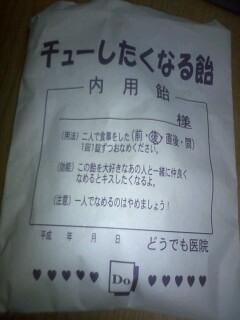 チューしたくなる飴
内用飴
様
(用法) 二人で食事をした(前・後・直後・間)
1回1錠ずつおなめください。
(効能) この飴を大好きなあの人と一緒に仲良く
なめるとキスしたくなるよ。
(注意) 一人でなめるのはやめましょう!
平成 年 月 日 どうでも医院
♥♥♥♥♥ Do ♥♥♥♥♥